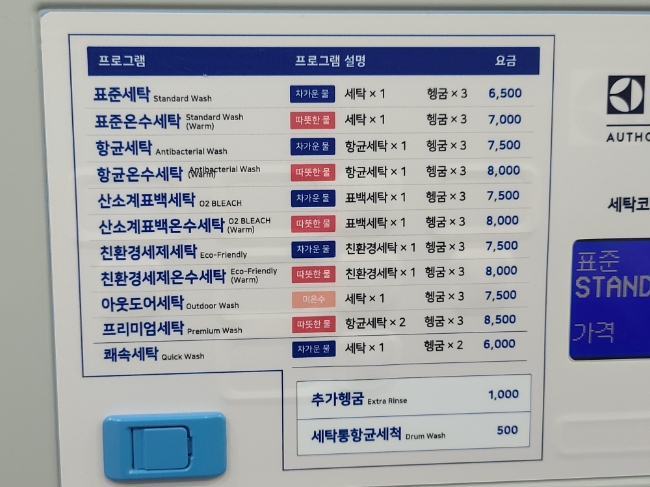 프로그램 프로그램 설명 요금
표준세탁 Standard Wash 차가운 물 세탁 × 1 헹굼 × 3 6,500
표준온수세탁 Standard Wash (Warm) 따뜻한 물 세탁 × 1 헹굼 × 3 7,000
항균세탁 Antibacterial Wash 차가운 물 항균세탁 × 1 헹굼 × 3 7,500
항균온수세탁 Antibacterial Wash (Warm) 따뜻한 물 항균세탁 × 1 헹굼 × 3 8,000
산소계표백세탁 O2 BLEACH 차가운 물 표백세탁 × 1 헹굼 × 3 7,500
산소계표백온수세탁 O2 BLEACH (Warm) 따뜻한 물 표백세탁 × 1 헹굼 × 3 8,000
친환경세제세탁 Eco-Friendly 차가운 물 친환경세탁 × 1 헹굼 × 3 7,500
친환경세제온수세탁 Eco-Friendly (Warm) 따뜻한 물 친환경세탁 × 1 헹굼 × 3 8,000
아웃도어세탁 Outdoor Wash 미온수 세탁 × 1 헹굼 × 3 7,500
프리미엄세탁 Premium Wash 따뜻한 물 항균세탁 × 2 헹굼 × 3 8,500
쾌속세탁 Quick Wash 차가운 물 세탁 × 1 헹굼 × 2 6,000
추가헹굼 Extra Rinse 1,000
세탁통항균세척 Drum Wash 500
AUTHO
세탁코
표준
STAND
가격